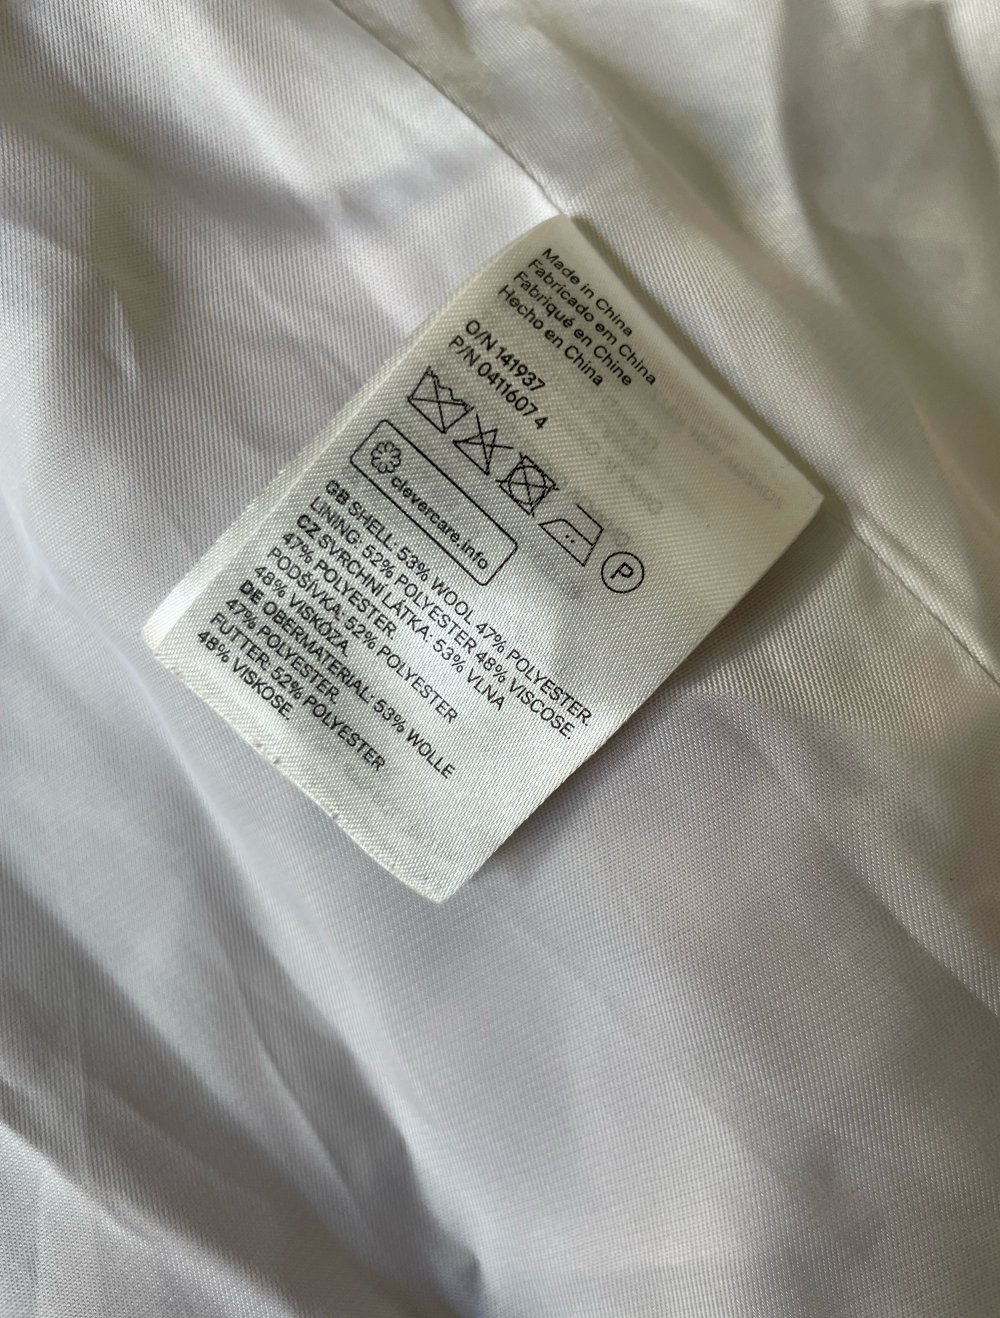 Made in China
Fabricado em China
Fabriqué en Chine
Hecho en China
O/N 141937
P/N 0411607 4
P
clevercare.info
GB SHELL 53% WOOL 47% POLYESTER.
LINING: 52% POLYESTER 48% VISCOSE.
CZ SVRCHNI LÁTKA: 53% VLNA
47% POLYESTER
PODŠÍVKA: 52% POLYESTER
48% VISKÓZA.
DE OBERMATERIAL: 53% WOLLE
47% POLYESTER
FUTTER: 52% POLYESTER
48% VISKOSE.